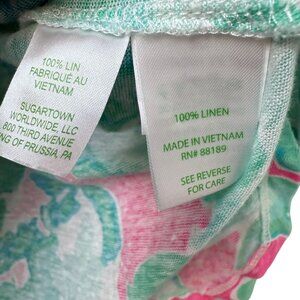 100% LIN
FABRIQUÉ AU
VIETNAM
SUGARTOWN
WORLDWIDE, LLC
800 THIRD AVENUE
NG OF PRUSSIA, PA
100% LINEN
MADE IN VIETNAM
RN# 88189
SEE REVERSE
FOR CARE